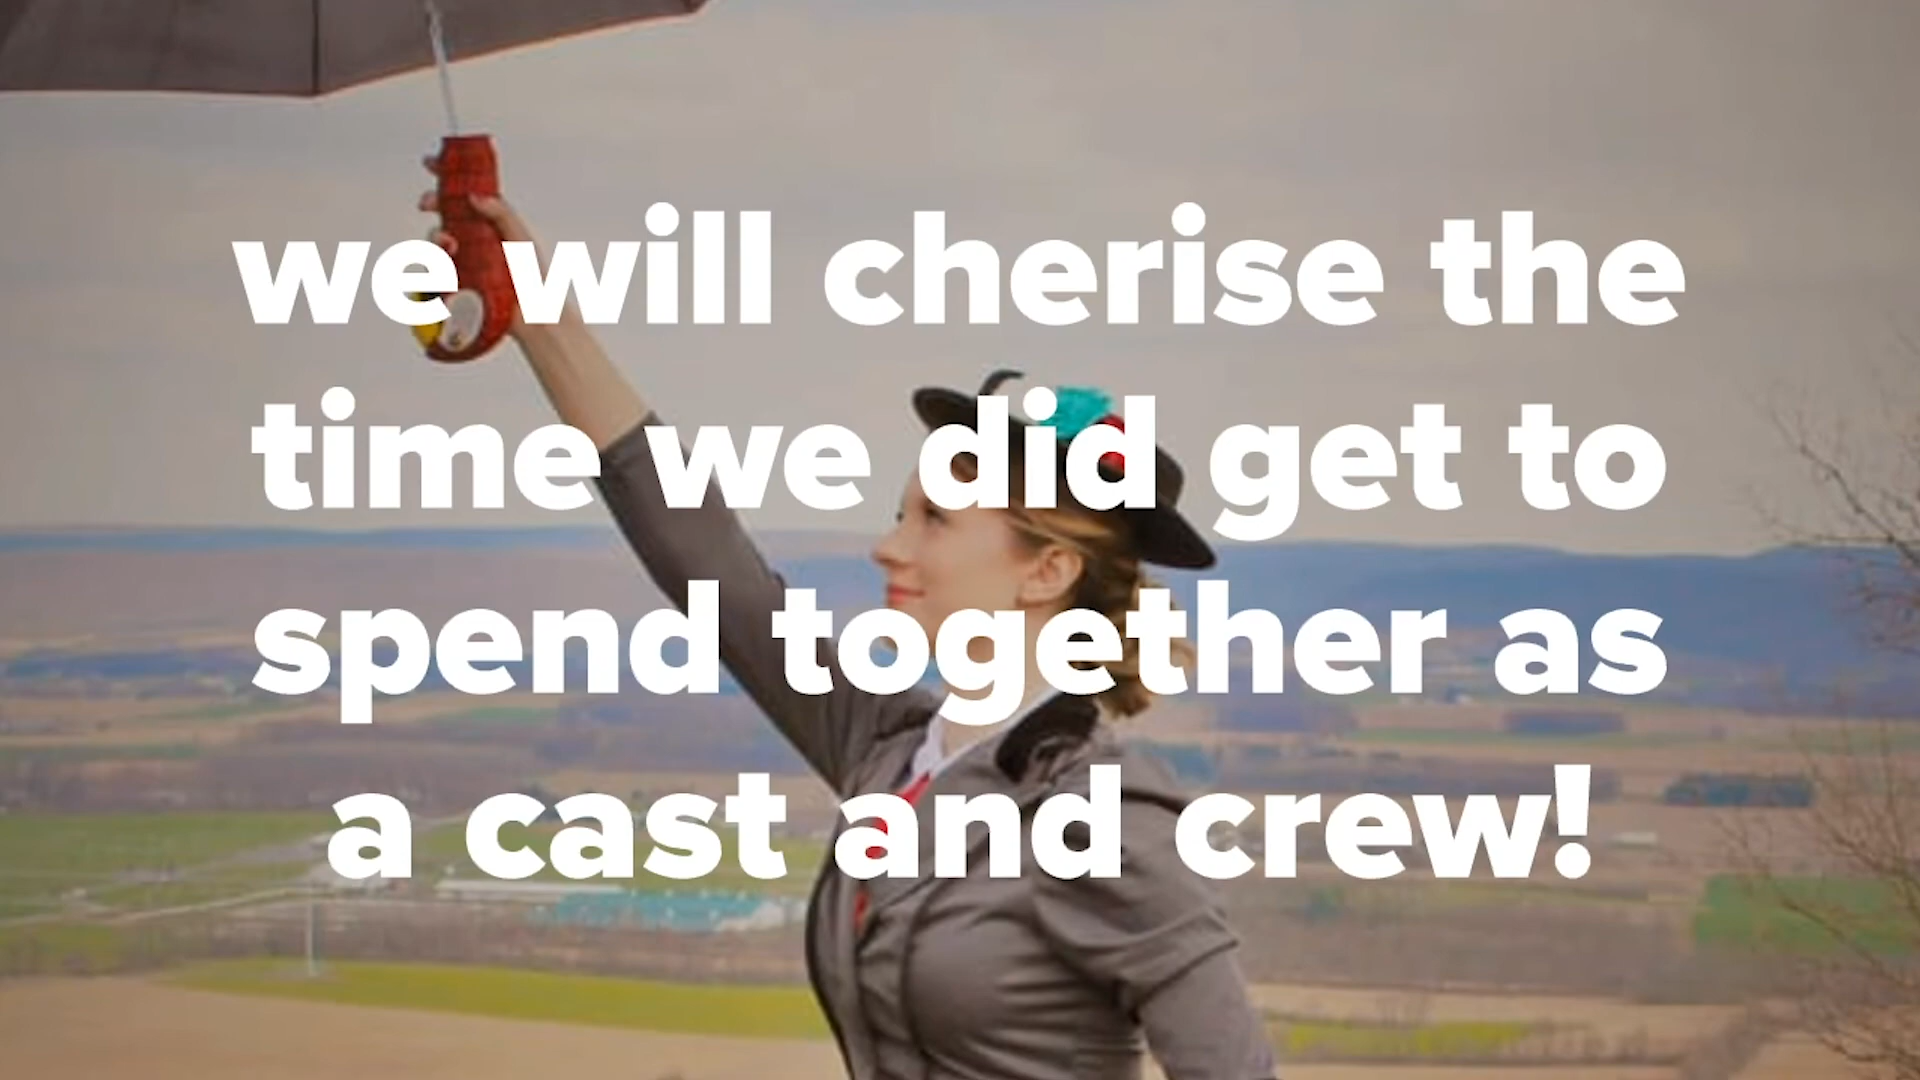 we will cherise the
time we did get to
spend together as
a cast and crew!